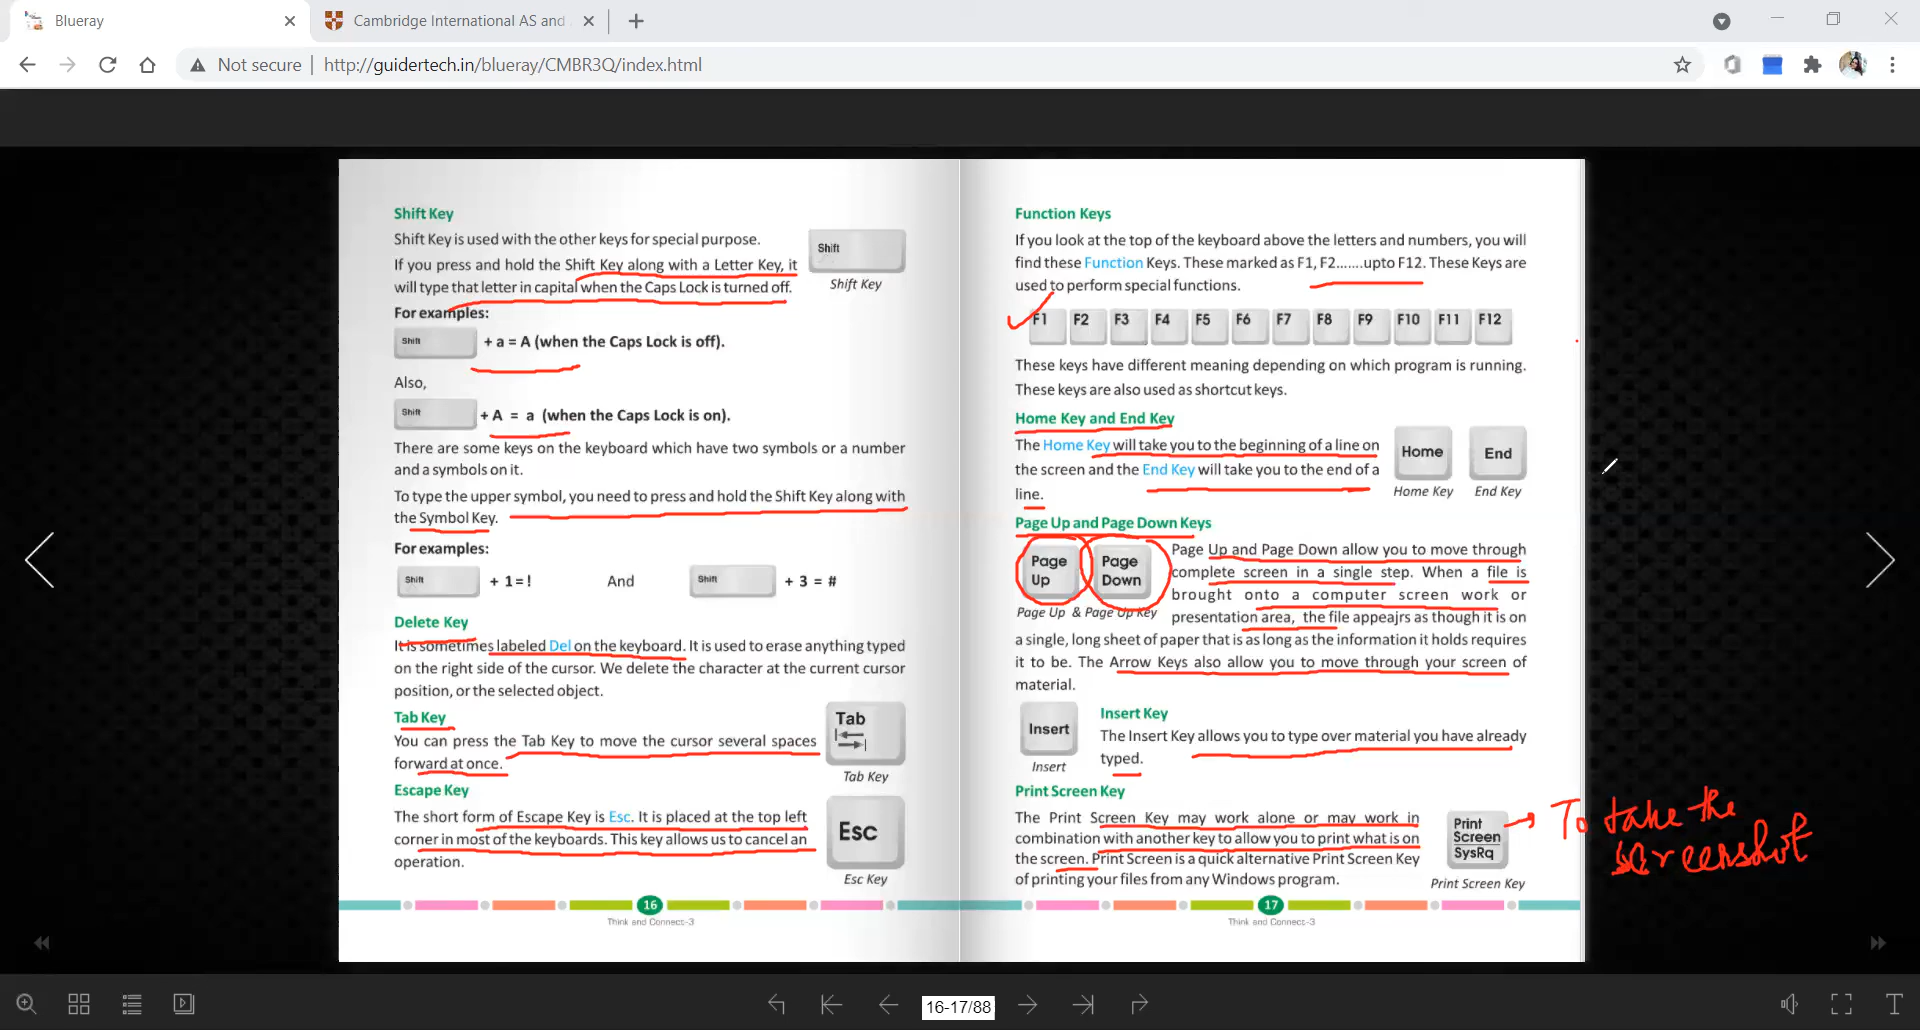 Blueray
Cambridge International AS and
Not secure
http://guidertech.in/blueray/CMBR3Q/index.html
Shift Key
Shift Key is used with the other keys for special purpose.
If you press and hold the Shift Key along with a Letter Key, it
will type that letter in capital when the Caps Lock is turned off.
Shift
Shift Key
For examples:
Shift + a = A (when the Caps Lock is off).
Also,
Shift + A = a (when the Caps Lock is on).
There are some keys on the keyboard which have two symbols or a number
and a symbols on it.
To type the upper symbol, you need to press and hold the Shift Key along with
the Symbol Key.
For examples:
Shift + 1 = ! And Shift + 3 = #
Delete Key
It is sometimes labeled Del on the keyboard. It is used to erase anything typed
on the right side of the cursor. We delete the character at the current cursor
position, or the selected object.
Tab Key
You can press the Tab Key to move the cursor several spaces
forward at once.
Tab
Tab Key
Escape Key
The short form of Escape Key is Esc. It is placed at the top left
corner in most of the keyboards. This key allows us to cancel an
operation.
Esc
Esc Key
16
Think and Connect-3
Function Keys
If you look at the top of the keyboard above the letters and numbers, you will
find these Function Keys. These marked as F1, F2.......upto F12. These Keys are
used to perform special functions.
F1 F2 F3 F4 F5 F6 F7 F8 F9 F10 F11 F12
These keys have different meaning depending on which program is running.
These keys are also used as shortcut keys.
Home Key and End Key
The Home Key will take you to the beginning of a line on
the screen and the End Key will take you to the end of a
line.
Home End
Home Key End Key
Page Up and Page Down Keys
Page Up
Page Down
Page Up & Page Up Key
Page Up and Page Down allow you to move through
complete screen in a single step. When a file is
brought onto a computer screen work or
presentation area, the file appeajrs as though it is on
a single, long sheet of paper that is as long as the information it holds requires
it to be. The Arrow Keys also allow you to move through your screen of
material.
Insert
Insert
Insert Key
The Insert Key allows you to type over material you have already
typed.
Print Screen Key
The Print Screen Key may work alone or may work in
combination with another key to allow you to print what is on
the screen. Print Screen is a quick alternative Print Screen Key
of printing your files from any Windows program.
Print
Screen
SysRq
Print Screen Key
To take the
screenshot
17
Think and Connect-3
16-17/88